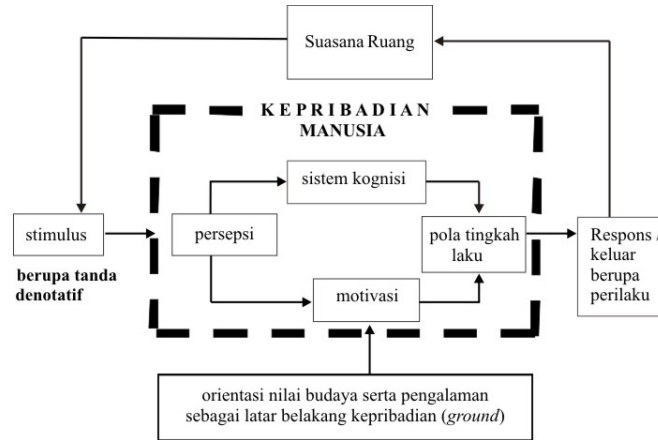 Suasana Ruang
KEPRIBADIAN
MANUSIA
sistem kognisi
stimulus
persepsi
pola tingkah
laku
Respons /
keluar
berupa
perilaku
berupa tanda
denotatif
motivasi
orientasi nilai budaya serta pengalaman
sebagai latar belakang kepribadian (ground)